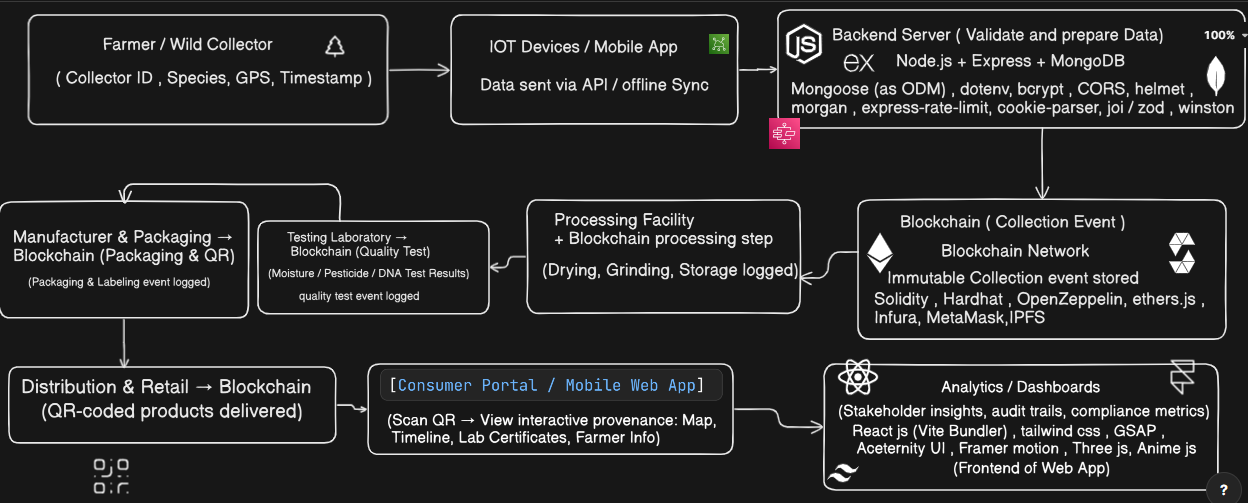 Farmer / Wild Collector
( Collector ID , Species, GPS, Timestamp )
IOT Devices / Mobile App
Data sent via API / offline Sync
JS
Backend Server ( Validate and prepare Data)
100%
ex
Node.js + Express + MongoDB
Mongoose (as ODM) , dotenv, bcrypt , CORS, helmet ,
morgan , express-rate-limit, cookie-parser, joi / zod , winston
Manufacturer & Packaging →
Blockchain (Packaging & QR)
(Packaging & Labeling event logged)
Testing Laboratory →
Blockchain (Quality Test)
(Moisture / Pesticide / DNA Test Results)
quality test event logged
Processing Facility
+ Blockchain processing step
(Drying, Grinding, Storage logged)
Blockchain ( Collection Event )
Blockchain Network
Immutable Collection event stored
Solidity , Hardhat , OpenZeppelin, ethers.js ,
Infura, MetaMask,IPFS
Distribution & Retail → Blockchain
(QR-coded products delivered)
[Consumer Portal / Mobile Web App]
(Scan QR → View interactive provenance: Map,
Timeline, Lab Certificates, Farmer Info)
Analytics / Dashboards
(Stakeholder insights, audit trails, compliance metrics)
React js (Vite Bundler) , tailwind css , GSAP ,
Aceternity UI , Framer motion , Three js, Anime js
(Frontend of Web App)
?